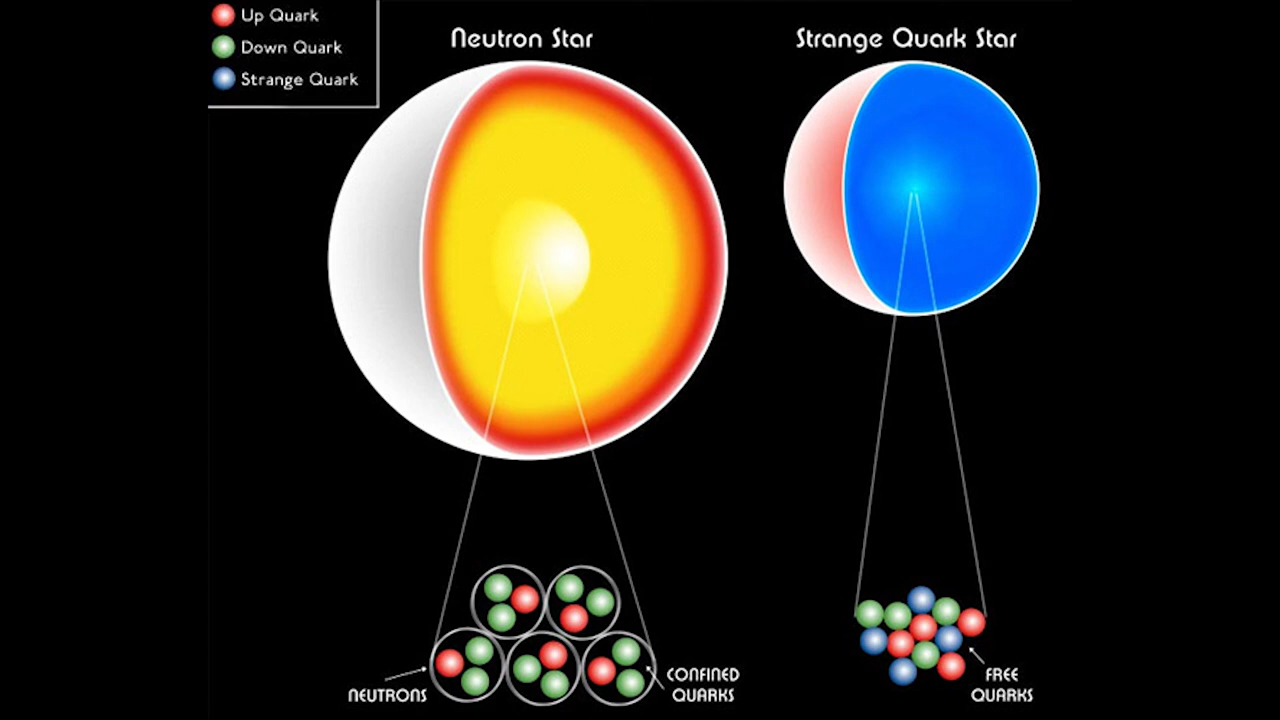 Up Quark
Down Quark
Strange Quark
Neutron Star
Strange Quark Star
NEUTRONS
CONFINED
QUARKS
FREE
QUARKS